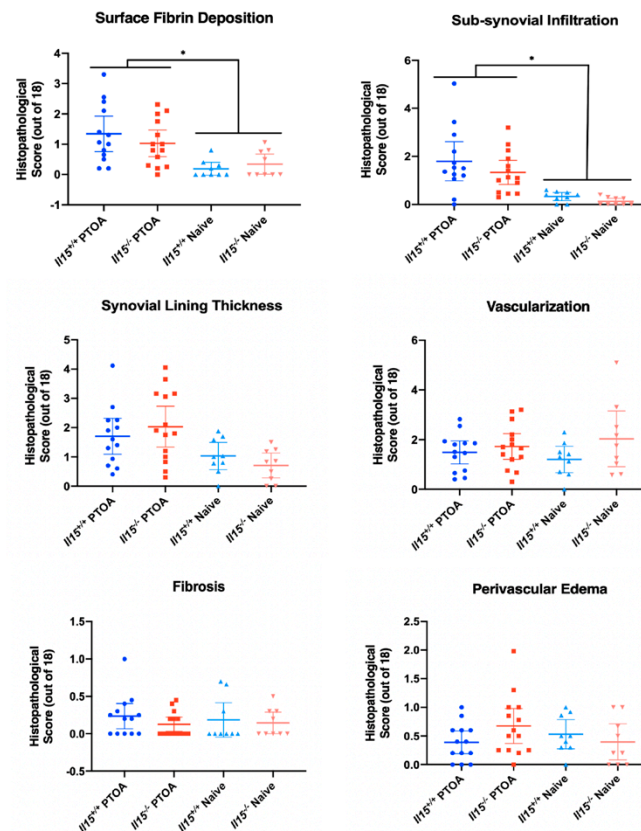 Surface Fibrin Deposition
Histopathological
Score (out of 18)
4
3
2
1
0
-1
*
Il15+/+ PTOA
Il15-/- PTOA
Il15+/+ Naive
Il15-/- Naive
Sub-synovial Infiltration
Histopathological
Score (out of 18)
6
4
2
0
*
Il15+/+ PTOA
Il15-/- PTOA
Il15+/+ Naive
Il15-/- Naive
Synovial Lining Thickness
Histopathological
Score (out of 18)
5
4
3
2
1
0
Il15+/+ PTOA
Il15-/- PTOA
Il15+/+ Naive
Il15-/- Naive
Vascularization
Histopathological
Score (out of 18)
6
4
2
0
Il15+/+ PTOA
Il15-/- PTOA
Il15+/+ Naive
Il15-/- Naive
Fibrosis
Histopathological
Score (out of 18)
1.5
1.0
0.5
0.0
-0.5
Il15+/+ PTOA
Il15-/- PTOA
Il15+/+ Naive
Il15-/- Naive
Perivascular Edema
Histopathological
Score (out of 18)
2.5
2.0
1.5
1.0
0.5
0.0
Il15+/+ PTOA
Il15-/- PTOA
Il15+/+ Naive
Il15-/- Naive